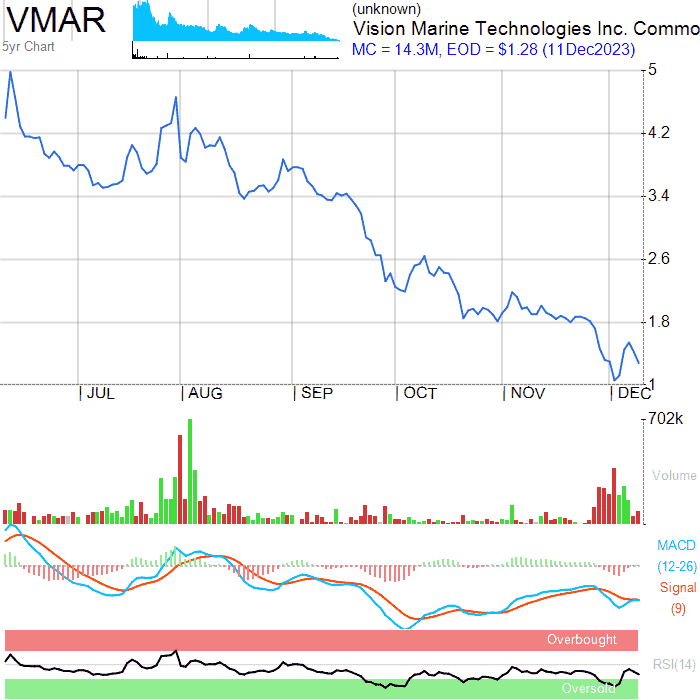 VMAR
5yr Chart
(unknown)
Vision Marine Technologies Inc. Commo
MC = 14.3M, EOD = $1.28 (11Dec2023)
5
4.2
3.4
2.6
1.8
1
JUL
AUG
SEP
OCT
NOV
DEC
702k
Volume
MACD
(12-26)
Signal
(9)
Overbought
RSI(14)
Oversold